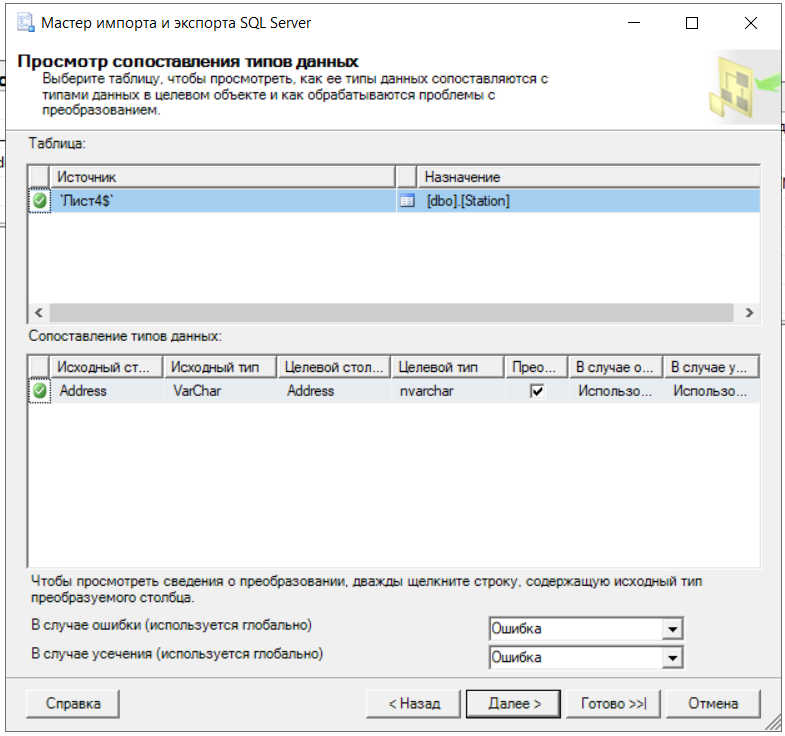 Мастер импорта и экспорта SQL Server
Просмотр сопоставления типов данных
Выберите таблицу, чтобы просмотреть, как ее типы данных сопоставляются с
типами данных в целевом объекте и как обрабатываются проблемы с
преобразованием.
Таблица:
Источник Назначение
`Лист4$` [dbo].[Station]
Сопоставление типов данных:
Исходный ст... Исходный тип Целевой стол... Целевой тип Прео... В случае о... В случае у...
Address VarChar Address nvarchar Использо... Использо...
Чтобы просмотреть сведения о преобразовании, дважды щелкните строку, содержащую исходный тип
преобразуемого столбца.
В случае ошибки (используется глобально) Ошибка
В случае усечения (используется глобально) Ошибка
Справка < Назад Далее > Готово >>| Отмена